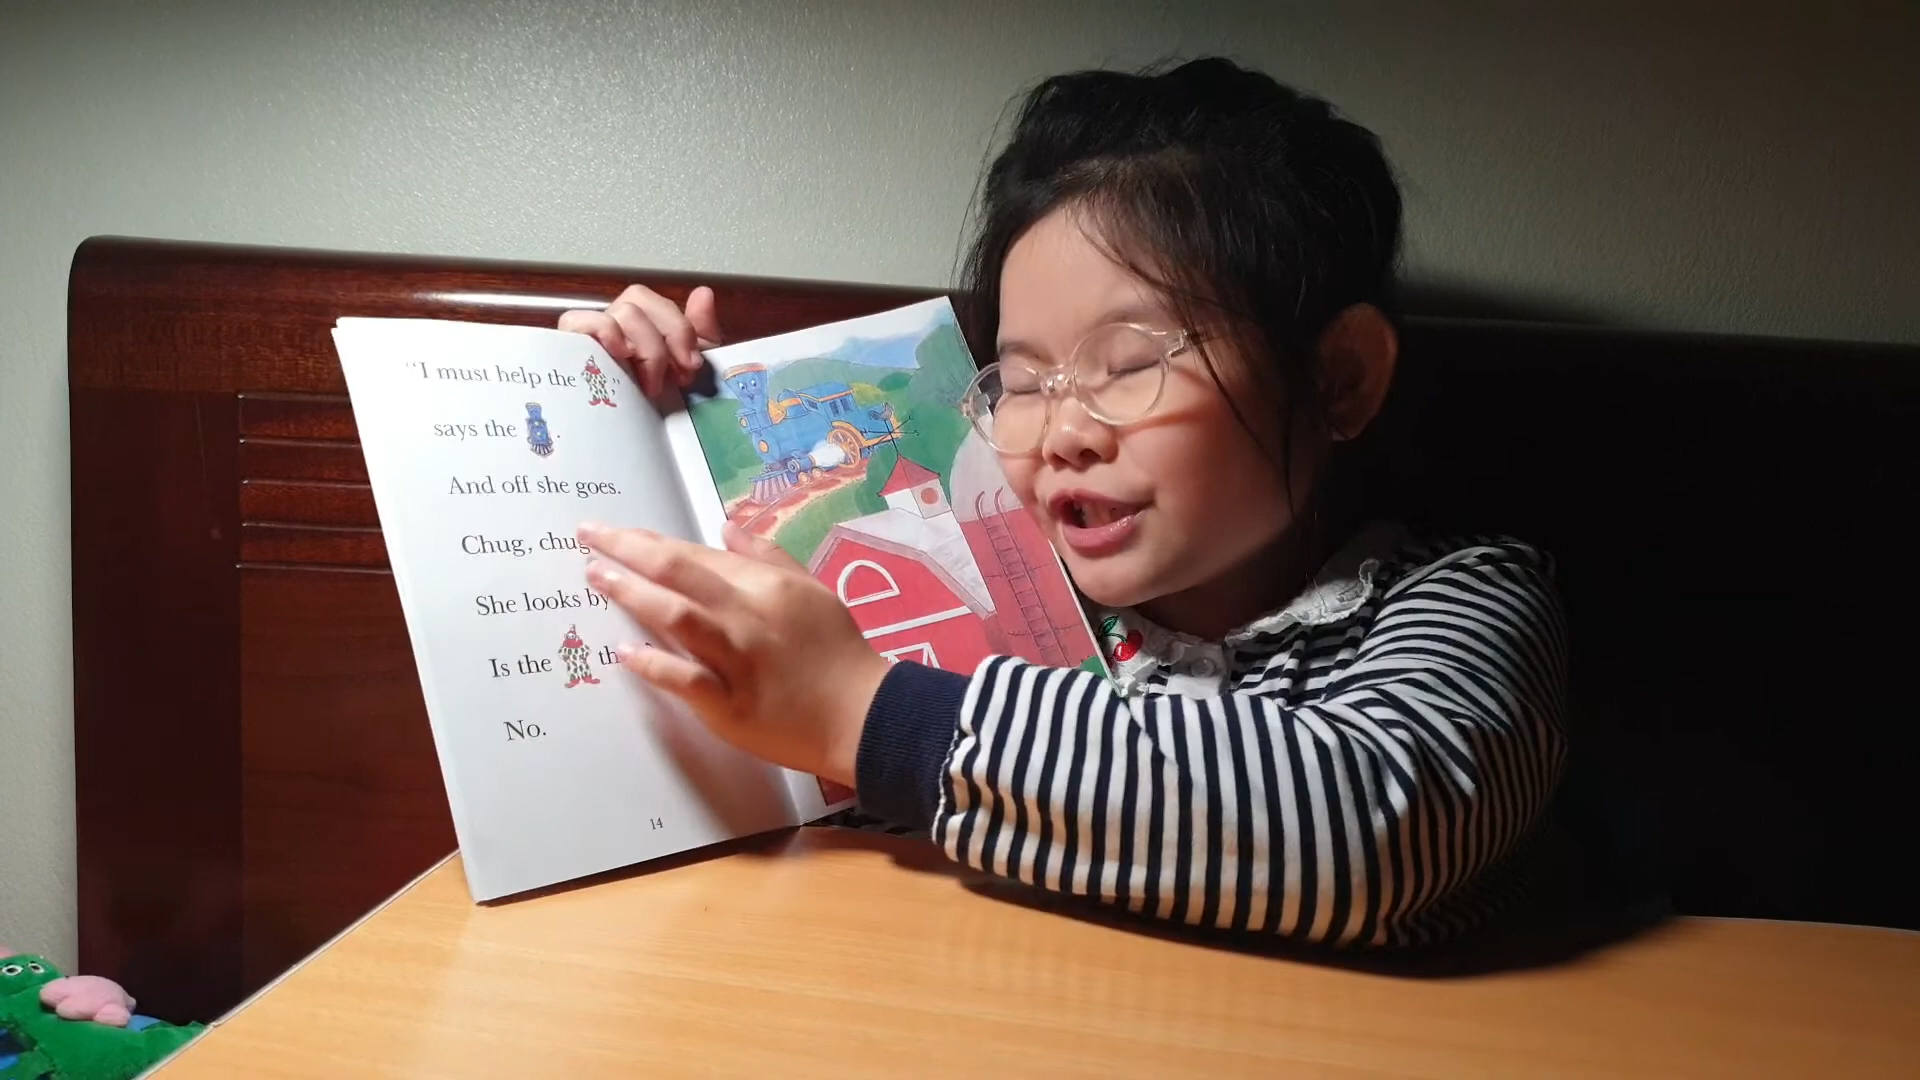 "I must help the ,"
says the .
And off she goes.
Chug, chug
She looks by
Is the
No.
14